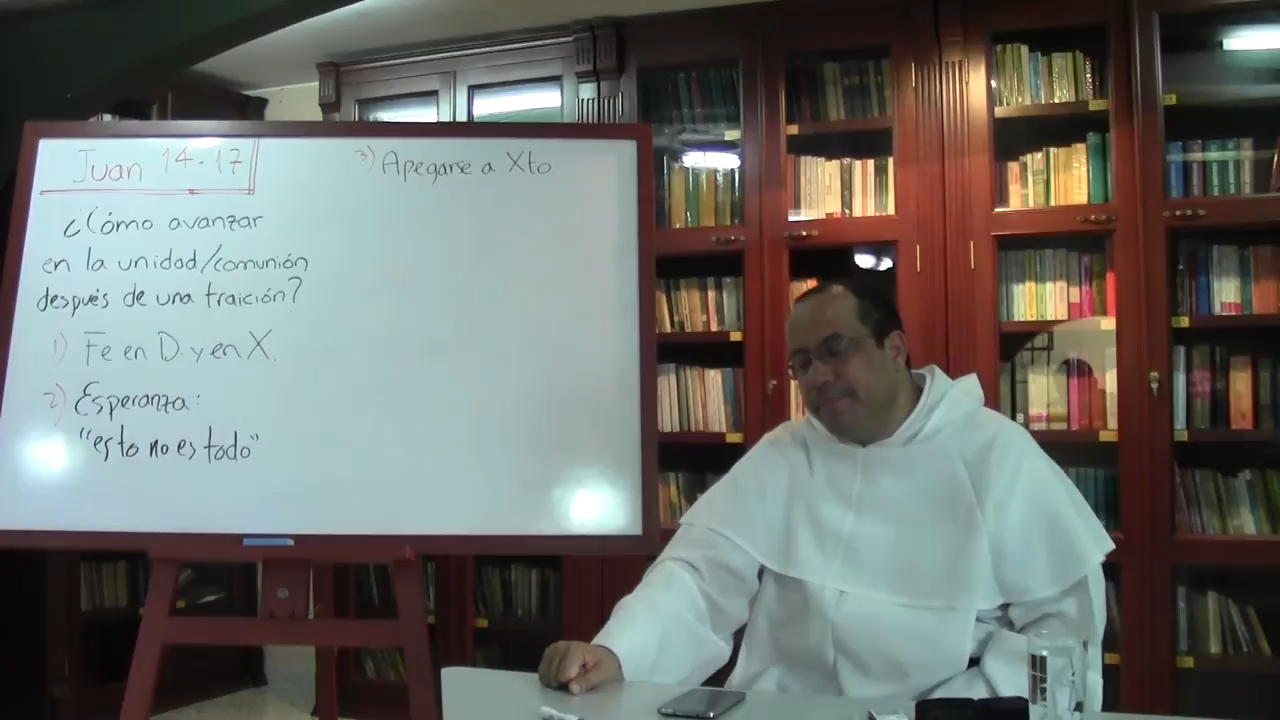 Juan 14-17
¿Cómo avanzar
en la unidad/comunión
después de una traición?
1) Fe en D. y en X.
2) Esperanza:
"esto no es todo"
3) Apegarse a Xto